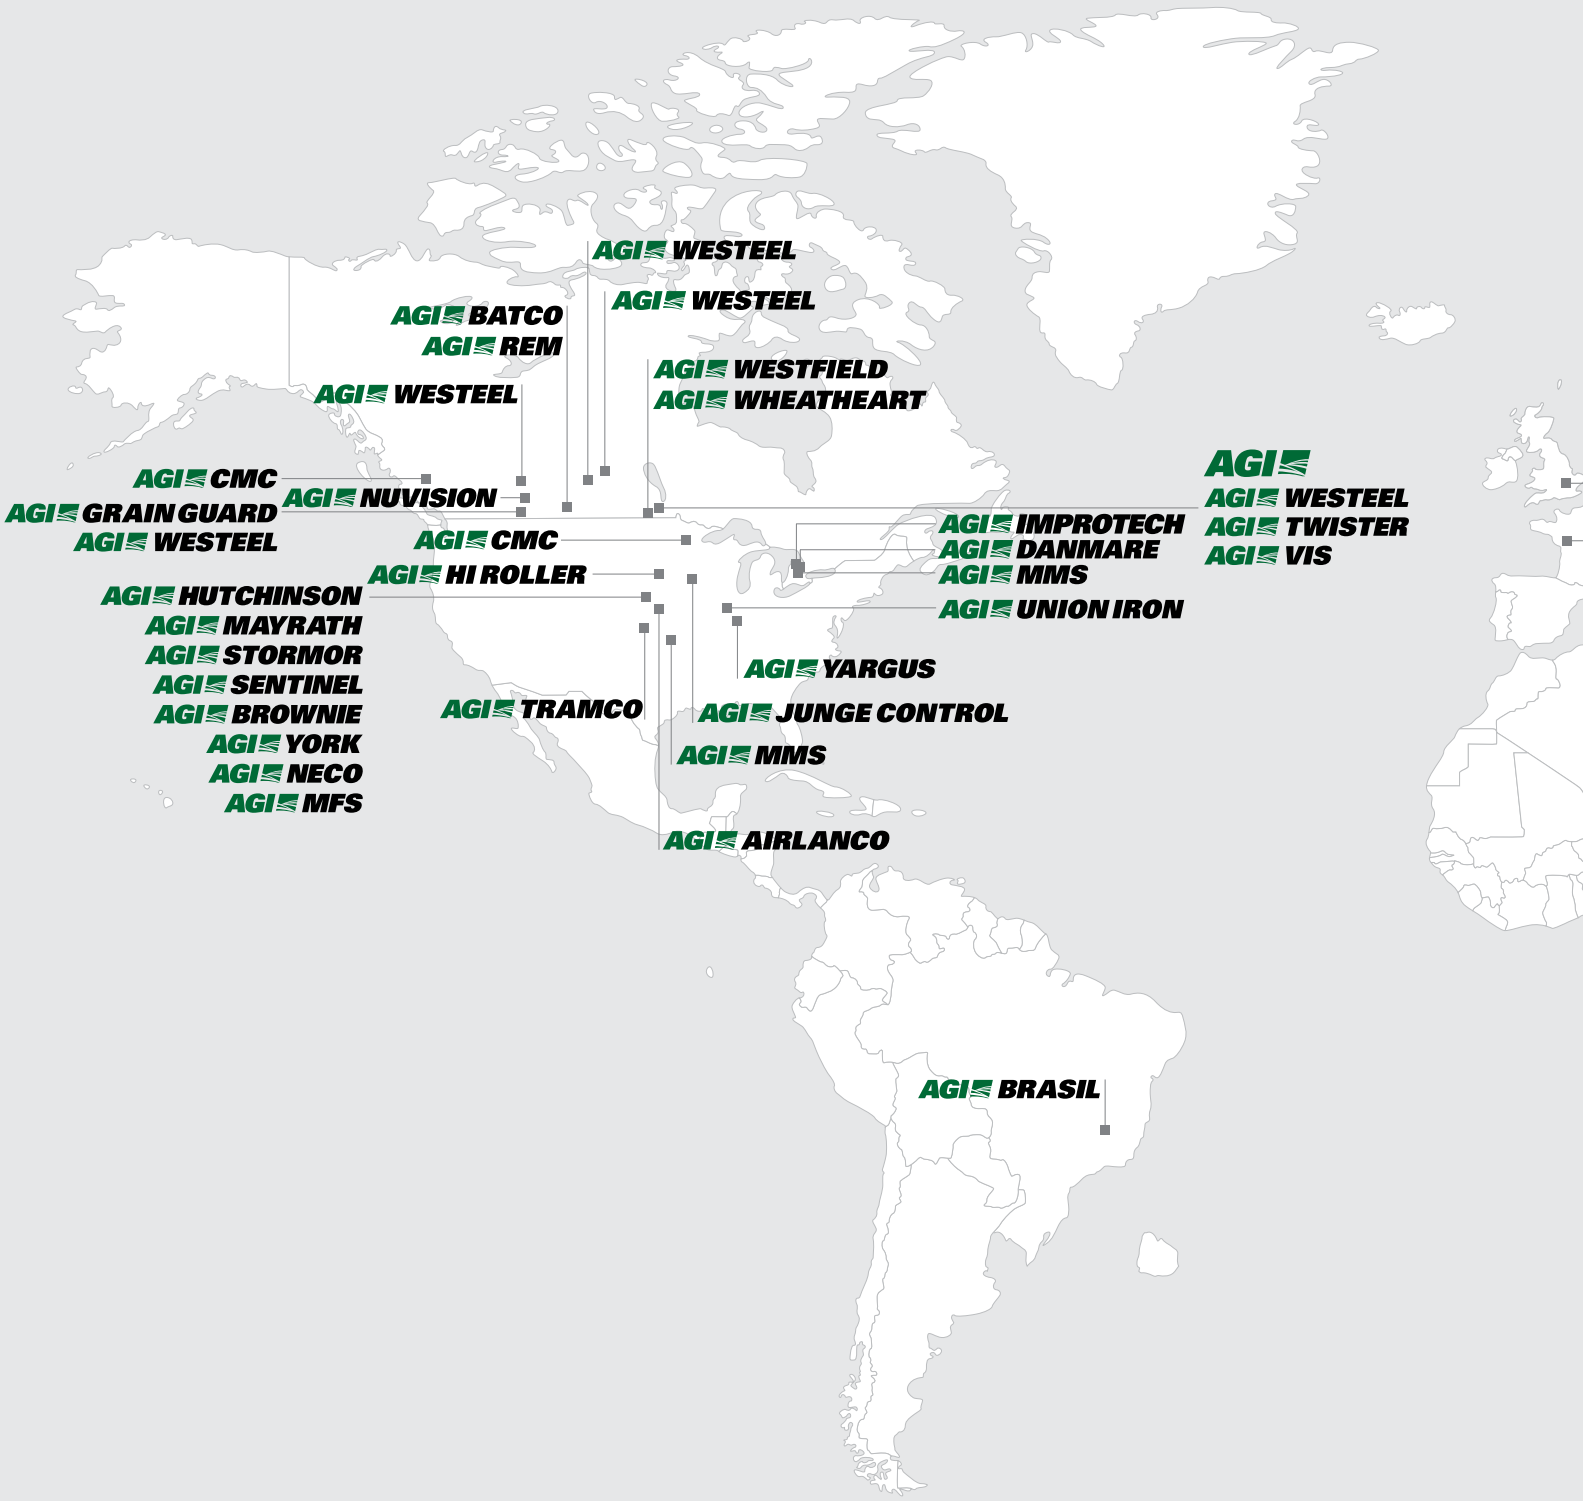 AGI WESTEEL
AGI WESTEEL
AGI BATCO
AGI REM
AGI WESTFIELD
AGI WHEATHEART
AGI WESTEEL
AGI CMC
AGI NUVISION
AGI GRAIN GUARD
AGI WESTEEL
AGI
AGI WESTEEL
AGI TWISTER
AGI VIS
AGI IMPROTECH
AGI DANMARE
AGI MMS
AGI CMC
AGI HI ROLLER
AGI HUTCHINSON
AGI MAYRATH
AGI STORMOR
AGI SENTINEL
AGI BROWNIE
AGI YORK
AGI NECO
AGI MFS
AGI UNION IRON
AGI YARGUS
AGI TRAMCO
AGI JUNGE CONTROL
AGI MMS
AGI AIRLANCO
AGI BRASIL